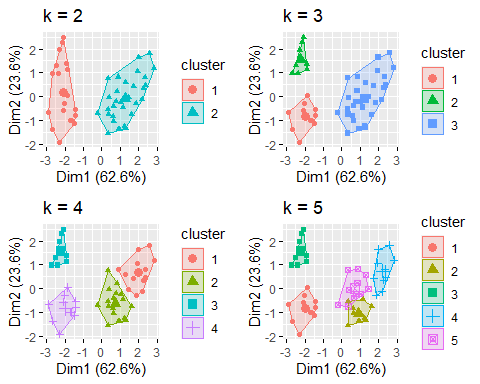 k = 2
Dim2 (23.6%)
2
1
0
-1
-2
-3 -2 -1 0 1 2 3
Dim1 (62.6%)
cluster
1
2
k = 3
Dim2 (23.6%)
2
1
0
-1
-2
-3 -2 -1 0 1 2 3
Dim1 (62.6%)
cluster
1
2
3
k = 4
Dim2 (23.6%)
2
1
0
-1
-2
-3 -2 -1 0 1 2 3
Dim1 (62.6%)
cluster
1
2
3
4
k = 5
Dim2 (23.6%)
2
1
0
-1
-2
-3 -2 -1 0 1 2 3
Dim1 (62.6%)
cluster
1
2
3
4
5